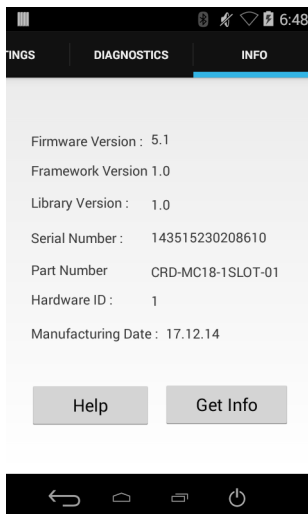 6:48
TINGS DIAGNOSTICS INFO
Firmware Version : 5.1
Framework Version 1.0
Library Version : 1.0
Serial Number : 143515230208610
Part Number CRD-MC18-1SLOT-01
Hardware ID : 1
Manufacturing Date : 17.12.14
Help Get Info